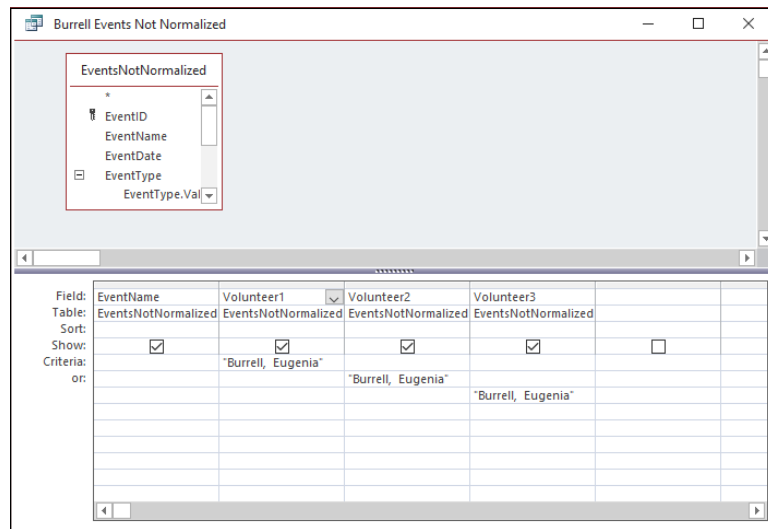 Burrell Events Not Normalized
EventsNotNormalized
*
EventID
EventName
EventDate
EventType
EventType.Val
Field: EventName Volunteer1 Volunteer2 Volunteer3
Table: EventsNotNormalized EventsNotNormalized EventsNotNormalized EventsNotNormalized
Sort:
Show:
Criteria: "Burrell, Eugenia"
or: "Burrell, Eugenia"
"Burrell, Eugenia"